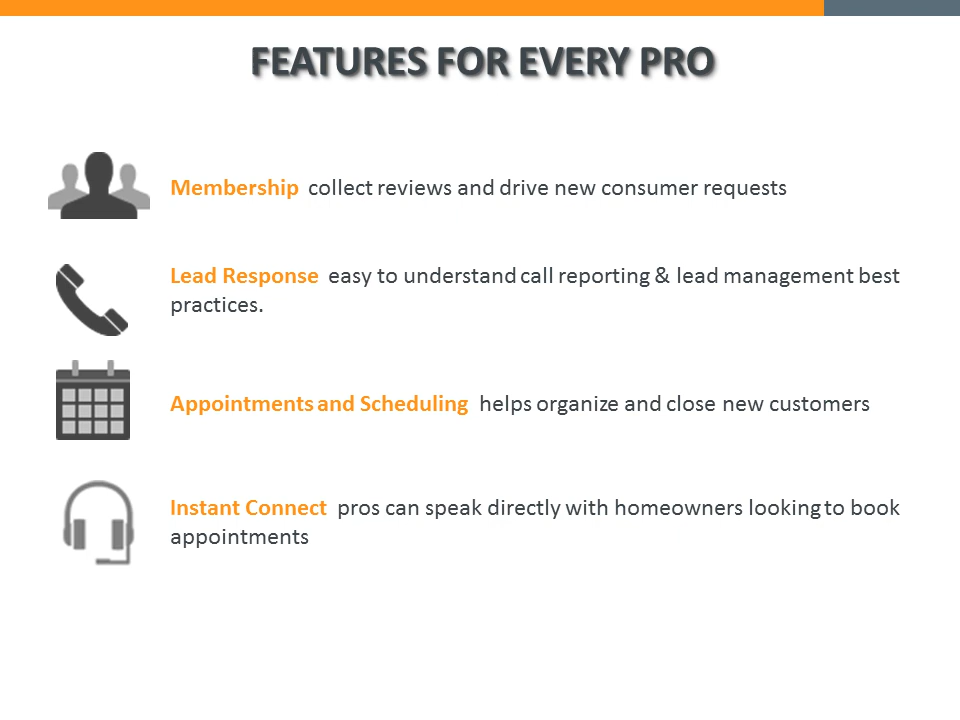 FEATURES FOR EVERY PRO
Membership collect reviews and drive new consumer requests
Lead Response easy to understand call reporting & lead management best
practices.
Appointments and Scheduling helps organize and close new customers
Instant Connect pros can speak directly with homeowners looking to book
appointments